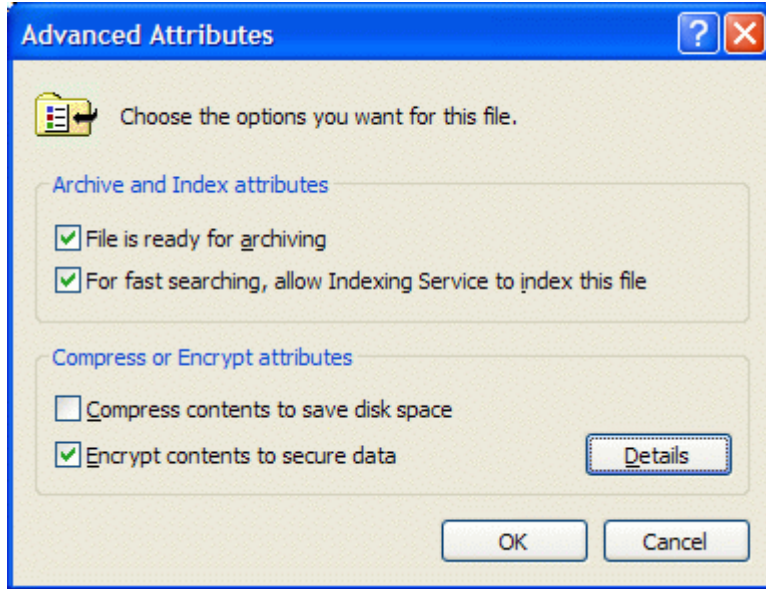 Advanced Attributes
Choose the options you want for this file.
Archive and Index attributes
File is ready for archiving
For fast searching, allow Indexing Service to index this file
Compress or Encrypt attributes
Compress contents to save disk space
Encrypt contents to secure data
Details
OK
Cancel